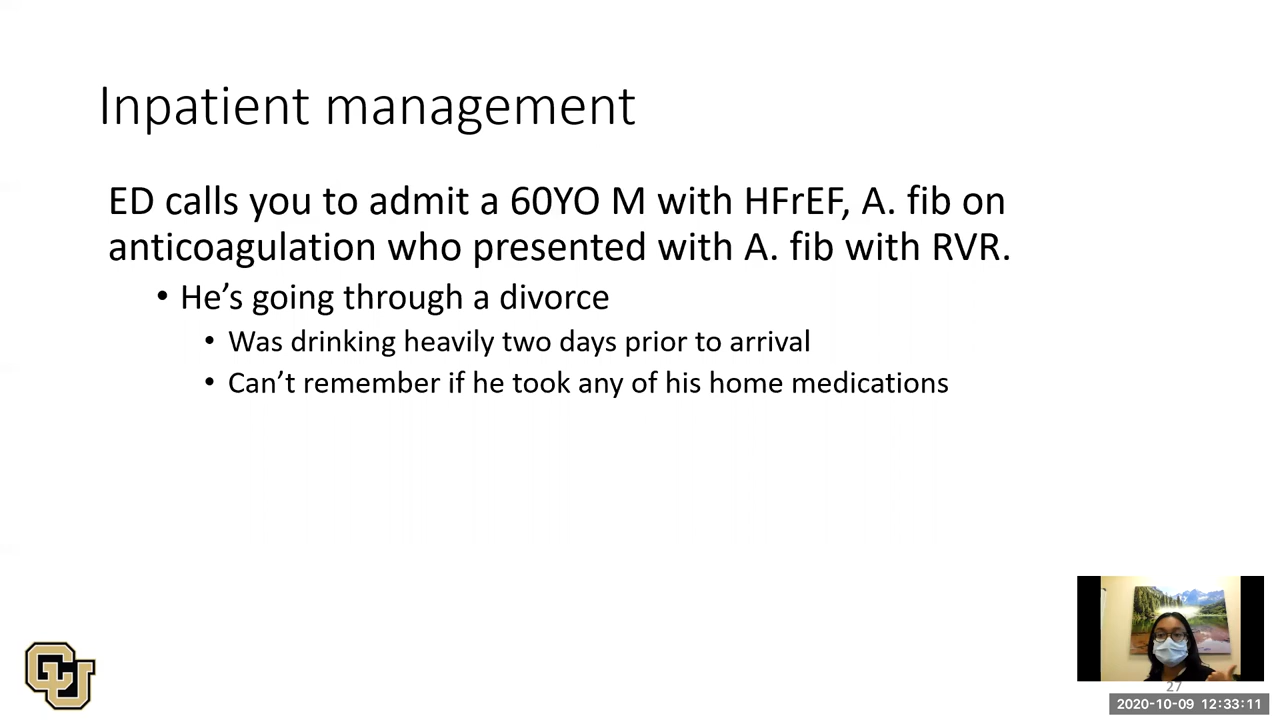 Inpatient management
ED calls you to admit a 60YO M with HFrEF, A. fib on
anticoagulation who presented with A. fib with RVR.
• He’s going through a divorce
• Was drinking heavily two days prior to arrival
• Can’t remember if he took any of his home medications
CU
27
2020-10-09 12:33:11